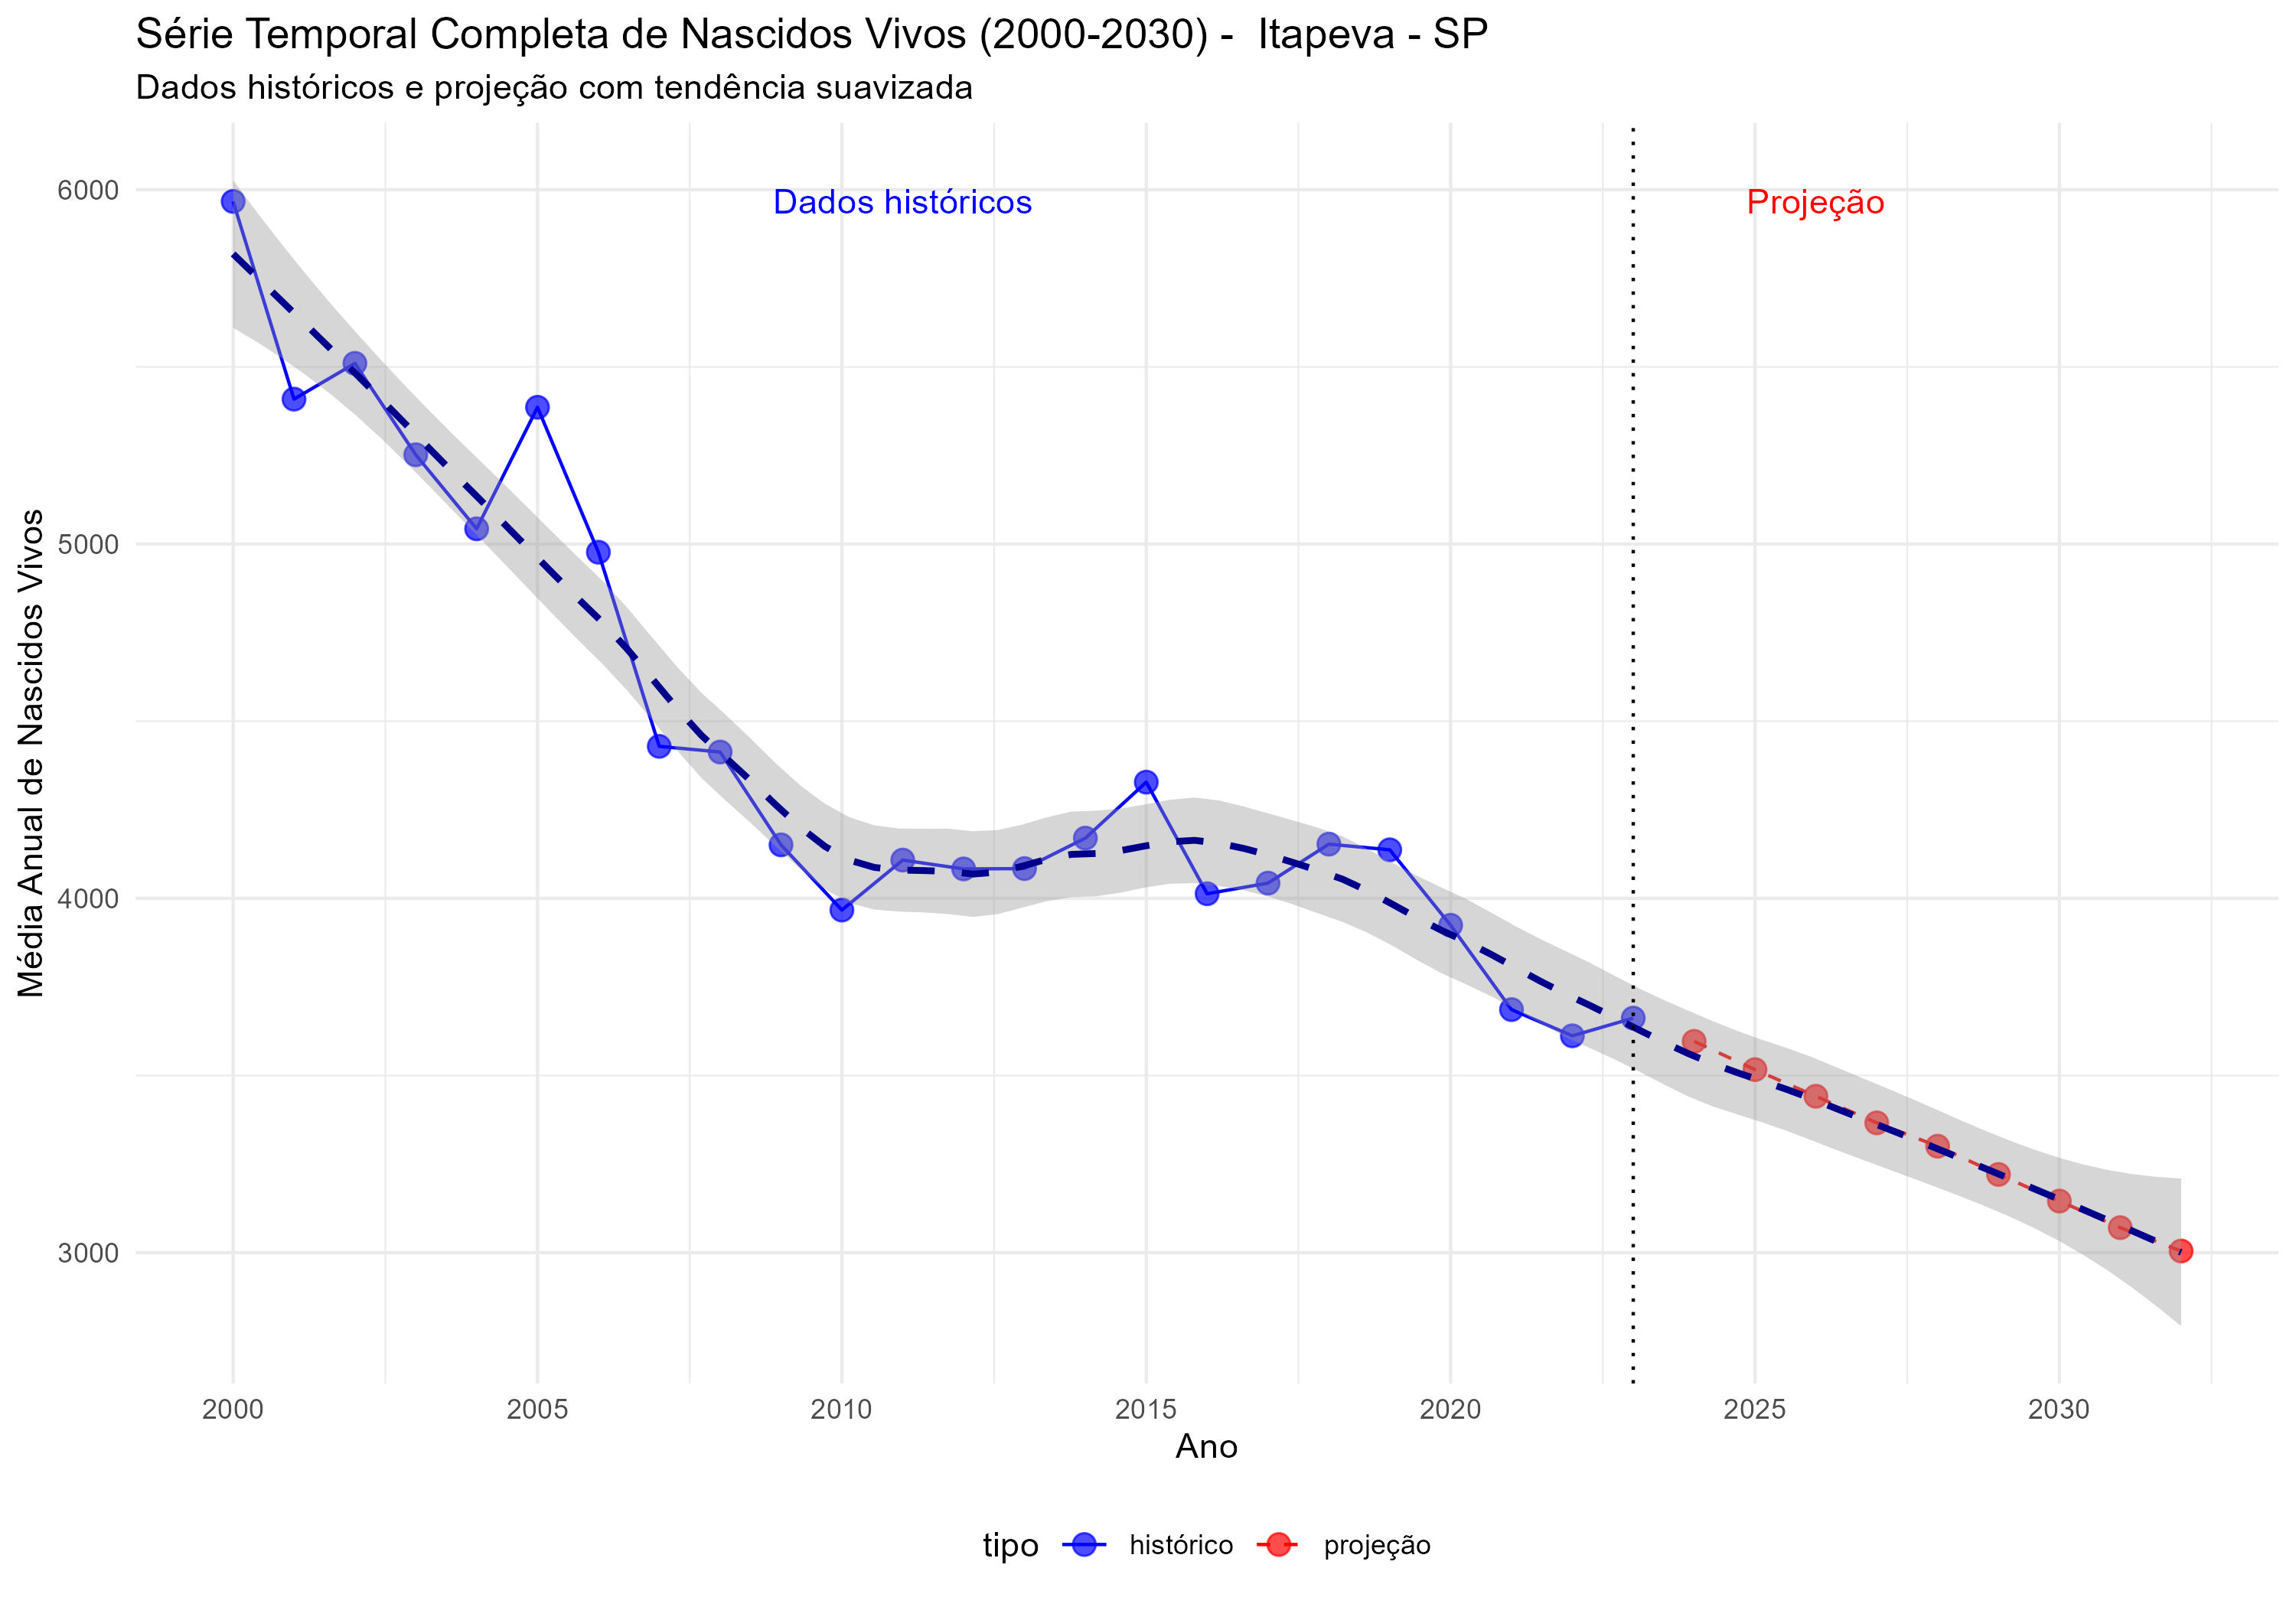 Série Temporal Completa de Nascidos Vivos (2000-2030) -  Itapeva - SP
Dados históricos e projeção com tendência suavizada
Dados históricos
Projeção
Média Anual de Nascidos Vivos
6000
5000
4000
3000
2000 2005 2010 2015 2020 2025 2030
Ano
tipo histórico projeção